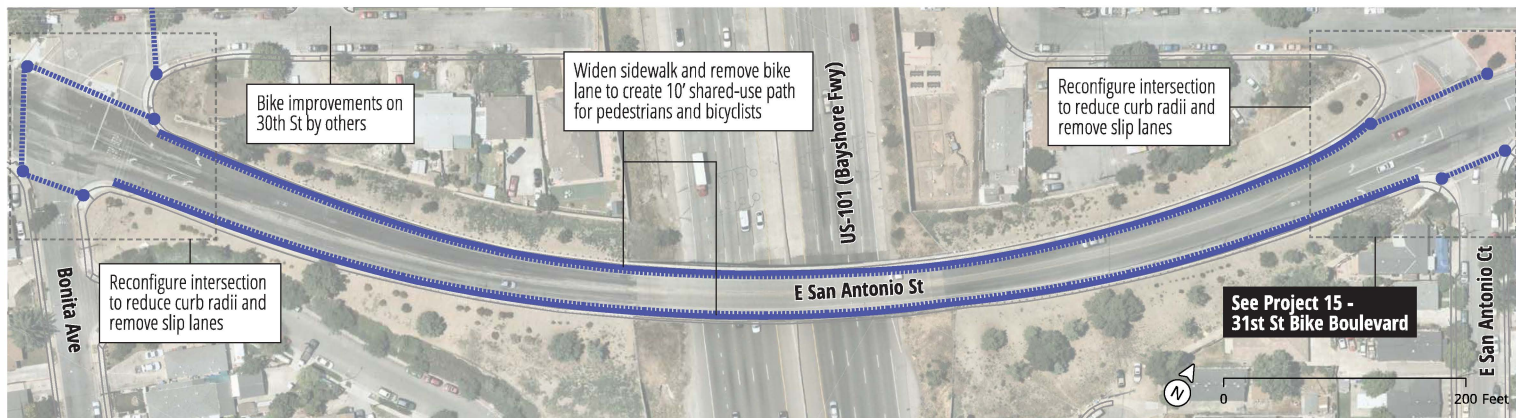 Bike improvements on
30th St by others
Widen sidewalk and remove bike
lane to create 10’ shared-use path
for pedestrians and bicyclists
US-101 (Bayshore Fwy)
Reconfigure intersection
to reduce curb radii and
remove slip lanes
Bonita Ave
Reconfigure intersection
to reduce curb radii and
remove slip lanes
E San Antonio St
See Project 15 -
31st St Bike Boulevard
E San Antonio Ct
N
0
200 Feet